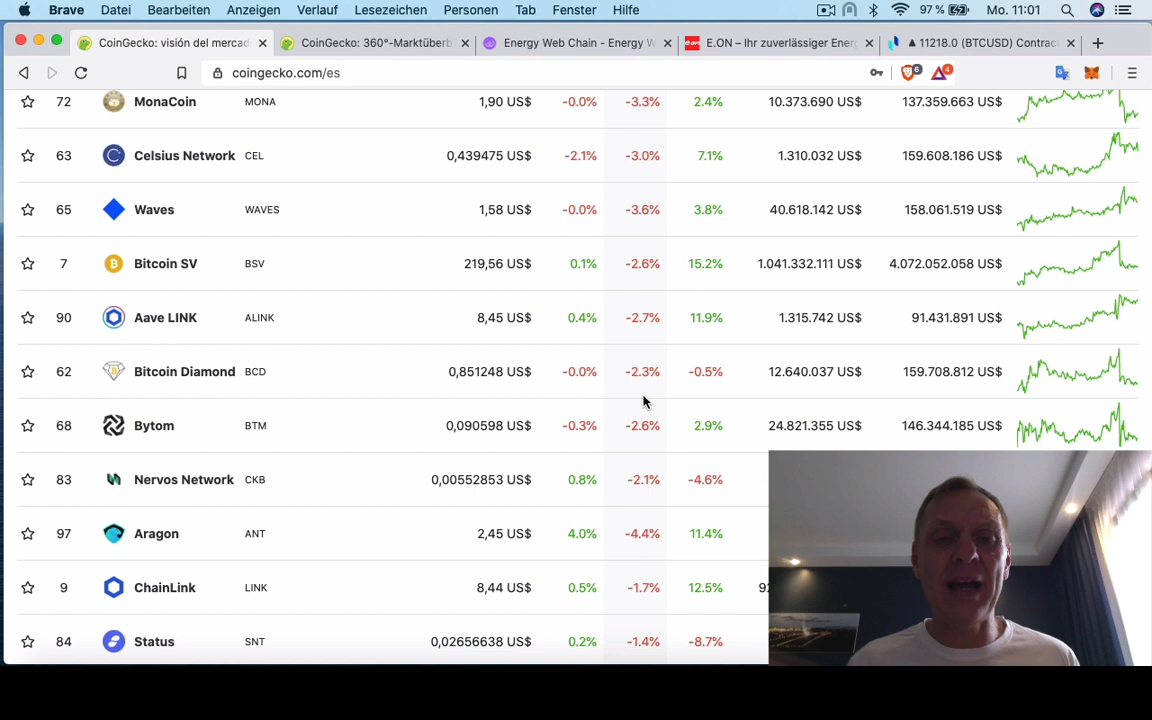 Brave Datei Bearbeiten Anzeigen Verlauf Lesezeichen Personen Tab Fenster Hilfe 97 % Mo. 11:01
CoinGecko: visión del mercad CoinGecko: 360°-Marktüberb Energy Web Chain - Energy W E.ON – Ihr zuverlässiger Energ ▲ 11218.0 (BTCUSD) Contrac
coingecko.com/es 6 4
72 MonaCoin MONA 1,90 US$ -0.0% -3.3% 2.4% 10.373.690 US$ 137.359.663 US$
63 Celsius Network CEL 0,439475 US$ -2.1% -3.0% 7.1% 1.310.032 US$ 159.608.186 US$
65 Waves WAVES 1,58 US$ -0.0% -3.6% 3.8% 40.618.142 US$ 158.061.519 US$
7 Bitcoin SV BSV 219,56 US$ 0.1% -2.6% 15.2% 1.041.332.111 US$ 4.072.052.058 US$
90 Aave LINK ALINK 8,45 US$ 0.4% -2.7% 11.9% 1.315.742 US$ 91.431.891 US$
62 Bitcoin Diamond BCD 0,851248 US$ -0.0% -2.3% -0.5% 12.640.037 US$ 159.708.812 US$
68 Bytom BTM 0,090598 US$ -0.3% -2.6% 2.9% 24.821.355 US$ 146.344.185 US$
83 Nervos Network CKB 0,00552853 US$ 0.8% -2.1% -4.6%
97 Aragon ANT 2,45 US$ 4.0% -4.4% 11.4%
9 ChainLink LINK 8,44 US$ 0.5% -1.7% 12.5%
84 Status SNT 0,02656638 US$ 0.2% -1.4% -8.7%